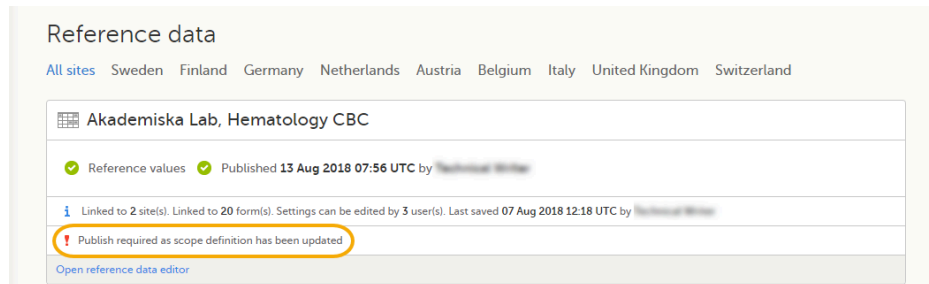 Reference data
All sites Sweden Finland Germany Netherlands Austria Belgium Italy United Kingdom Switzerland
Akademiska Lab, Hematology CBC
Reference values Published 13 Aug 2018 07:56 UTC by
Linked to 2 site(s). Linked to 20 form(s). Settings can be edited by 3 user(s). Last saved 07 Aug 2018 12:18 UTC by
Publish required as scope definition has been updated
Open reference data editor